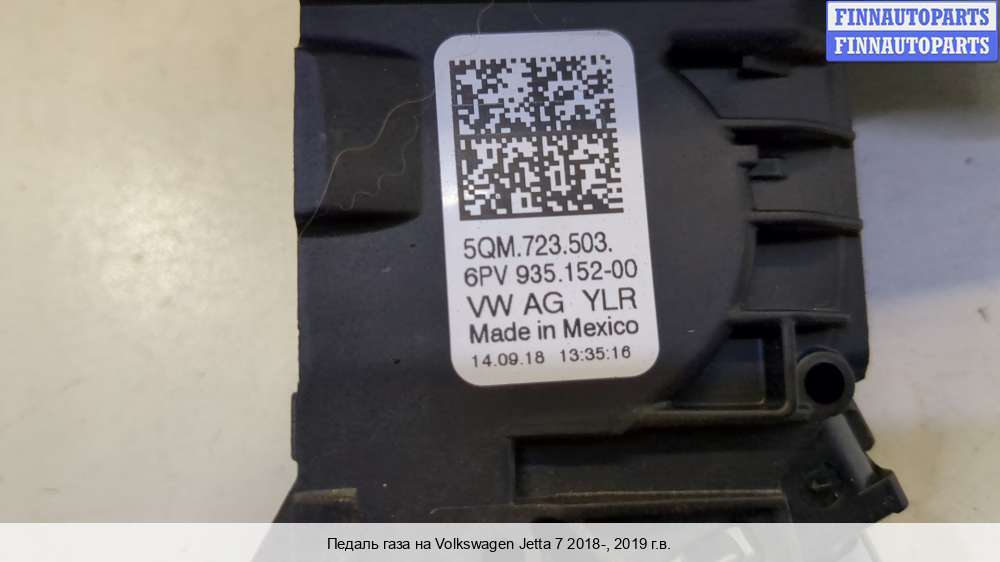 FINNAUTOPARTS
FINNAUTOPARTS
5QM.723.503.
6PV 935.152-00
VW AG YLR
Made in Mexico
14.09.18 13:35:16
Педаль газа на Volkswagen Jetta 7 2018-, 2019 г.в.